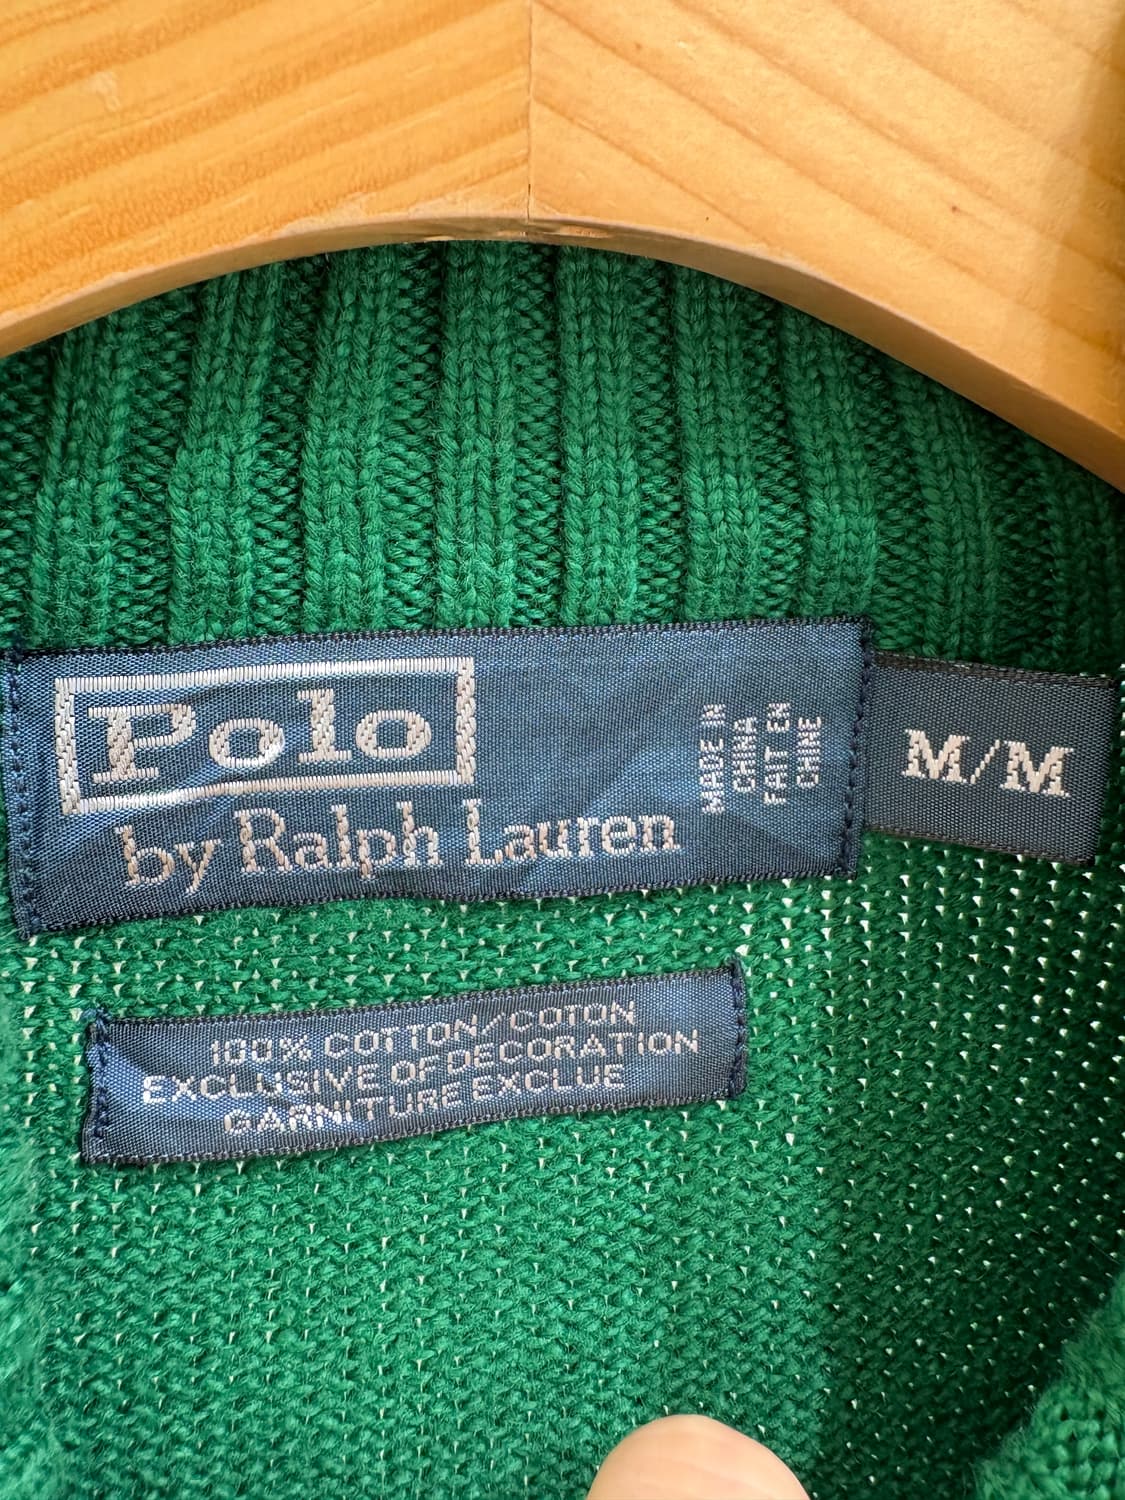 Polo
by Ralph Lauren
MADE IN
CHINA
FAIT EN
CHINE
M/M
100% COTTON/COTON
EXCLUSIVE OF DECORATION
GARNITURE EXCLUE